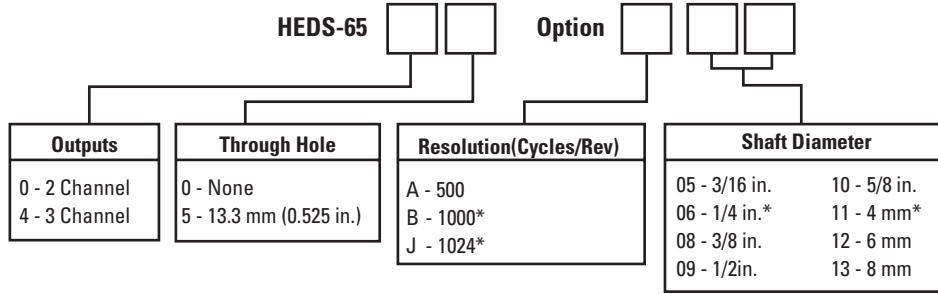 HEDS-65 Option
Outputs
0 - 2 Channel
4 - 3 Channel
Through Hole
0 - None
5 - 13.3 mm (0.525 in.)
Resolution(Cycles/Rev)
A - 500
B - 1000*
J - 1024*
Shaft Diameter
05 - 3/16 in.
06 - 1/4 in.*
08 - 3/8 in.
09 - 1/2in.
10 - 5/8 in.
11 - 4 mm*
12 - 6 mm
13 - 8 mm